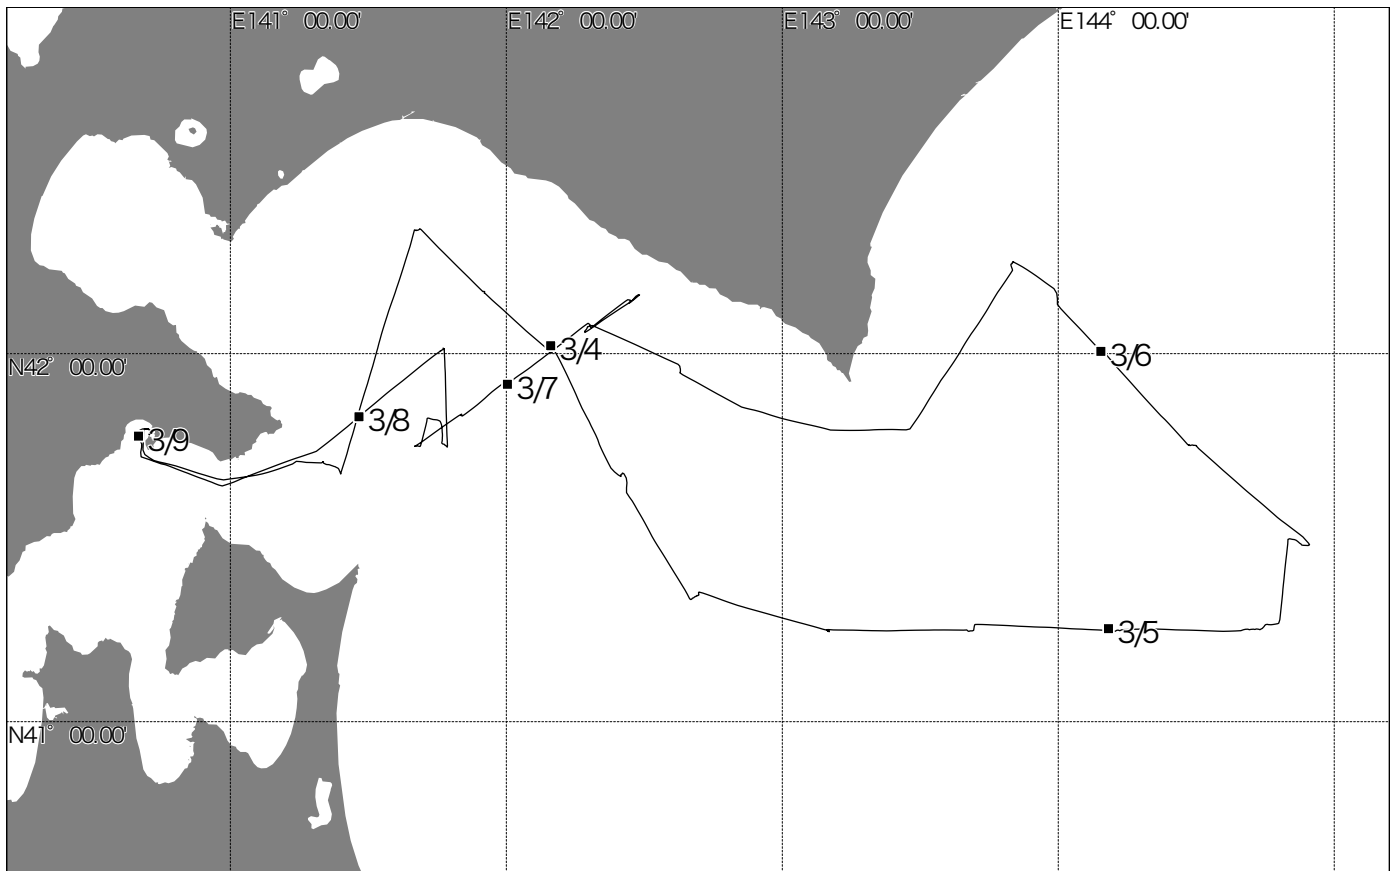 E141° 00.00'
E142° 00.00'
E143° 00.00'
E144° 00.00'
3/4
3/6
N42° 00.00'
3/7
3/8
3/9
3/5
N41° 00.00'